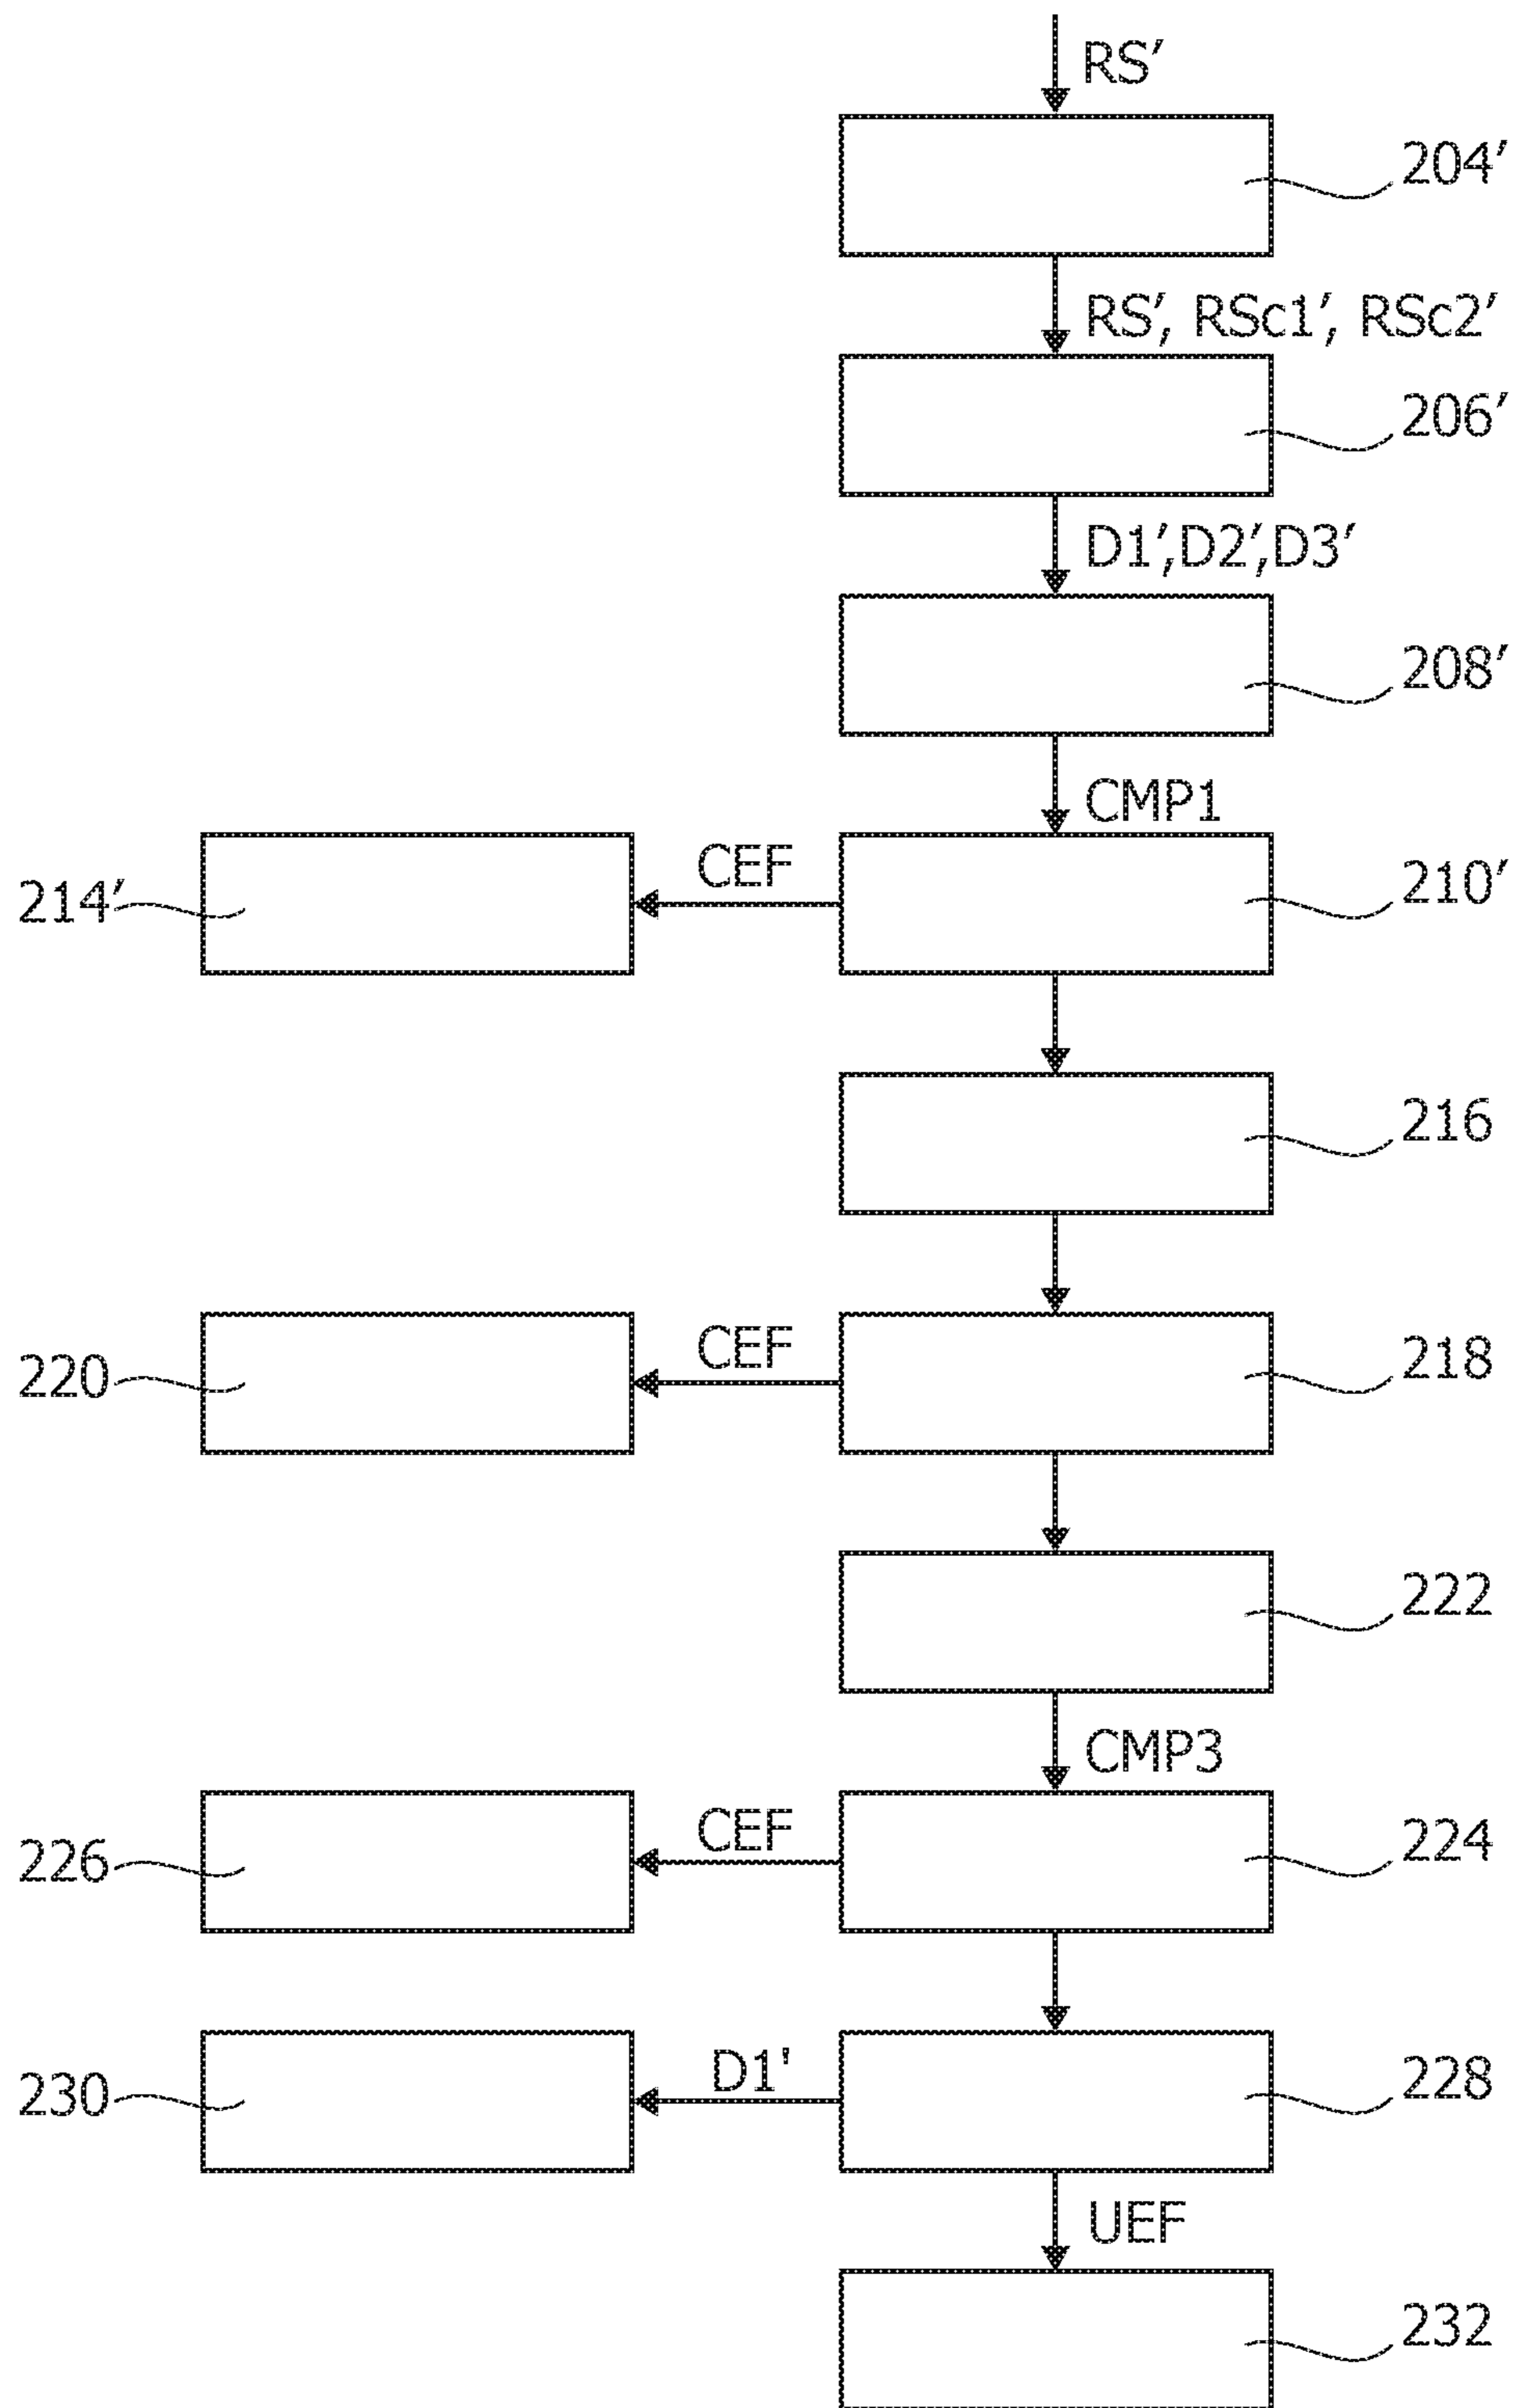 RS′
204′
RS′, RSc1′, RSc2′
206′
D1′,D2′,D3′
208′
CMP1
214′
CEF
210′
216
220
CEF
218
222
CMP3
226
CEF
224
230
D1'
228
UEF
232